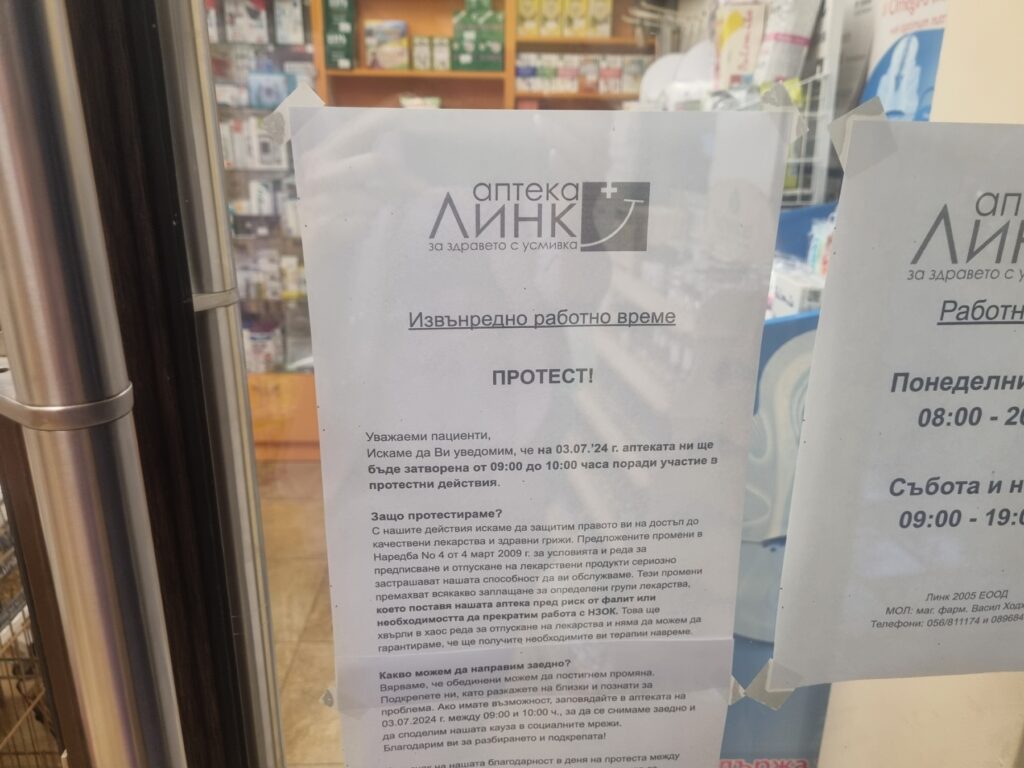 аптека
ЛИНК
за здравето с усмивка
Извънредно работно време
ПРОТЕСТ!
Уважаеми пациенти,
Искаме да Ви уведомим, че на 03.07.'24 г. аптеката ни ще
бъде затворена от 09:00 до 10:00 часа поради участие в
протестни действия.
Защо протестираме?
С нашите действия искаме да защитим правото ви на достъп до
качествени лекарства и здравни грижи. Предложените промени в
Наредба No 4 от 4 март 2009 г. за условията и реда за
предписване и отпускане на лекарствени продукти сериозно
застрашават нашата способност да ви обслужваме. Тези промени
премахват всякакво заплащане за определени групи лекарства,
което поставя нашата аптека пред риск от фалит или
необходимостта да прекратим работа с НЗОК. Това ще
хвърли в хаос реда за отпускане на лекарства и няма да можем да
гарантираме, че ще получите необходимите ви терапии навреме.
Какво можем да направим заедно?
Вярваме, че обединени можем да постигнем промяна.
Подкрепете ни, като разкажете на близки и познати за
проблема. Ако имате възможност, заповядайте в аптеката на
03.07.2024 г. между 09:00 и 10:00 ч., за да се снимаме заедно и
да споделим нашата кауза в социалните мрежи.
Благодарим ви за разбирането и подкрепата!
на нашата благодарност в деня на протеста между
ап
ЛИН
за здравето с у
Работн
Понеделни
08:00 - 20
Събота и н
09:00 - 19:0
Линк 2005 ЕООД
МОЛ: маг. фарм. Васил Ход
Телефони: 056/811174 и 089684